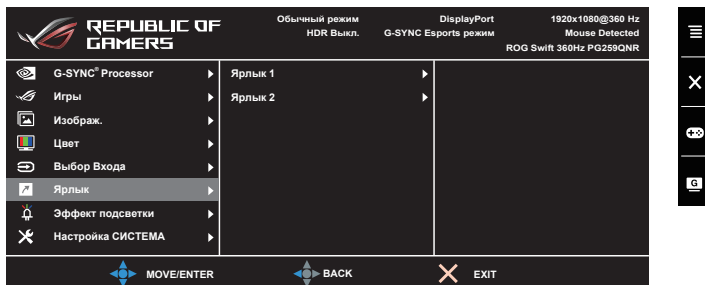 REPUBLIC OF
GAMERS
Обычный режим DisplayPort 1920x1080@360 Hz
HDR Выкл. G-SYNC Esports режим Mouse Detected
ROG Swift 360Hz PG259QNR
G-SYNC® Processor
Игры
Изображ.
Цвет
Выбор Входа
Ярлык
Эффект подсветки
Настройка СИСТЕМА
Ярлык 1
Ярлык 2
MOVE/ENTER BACK EXIT
G